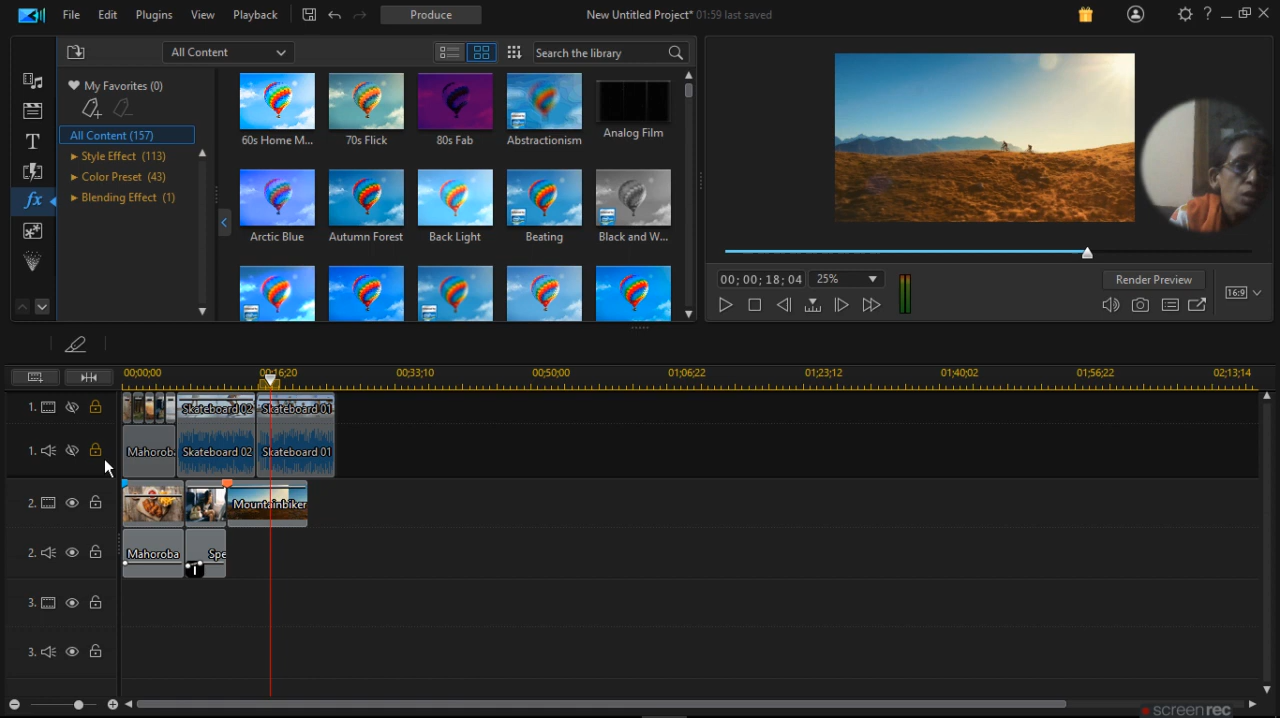 File Edit Plugins View Playback Produce New Untitled Project* 01:59 last saved
All Content Search the library
My Favorites (0)
All Content (157)
Style Effect (113)
Color Preset (43)
Blending Effect (1)
60s Home M... 70s Flick 80s Fab Abstractionism Analog Film
Arctic Blue Autumn Forest Back Light Beating Black and W...
00;00;18;04 25% Render Preview
16:9
00;00;00 00;16;20 00;33;10 00;50;00 01;06;22 01;23;12 01;40;02 01;56;22 02;13;14
1. Skateboard 02 Skateboard 01
1. Mahorob Skateboard 02 Skateboard 01
2. Mountainbiker
2. Mahoroba Spe
3.
3.
screenrec